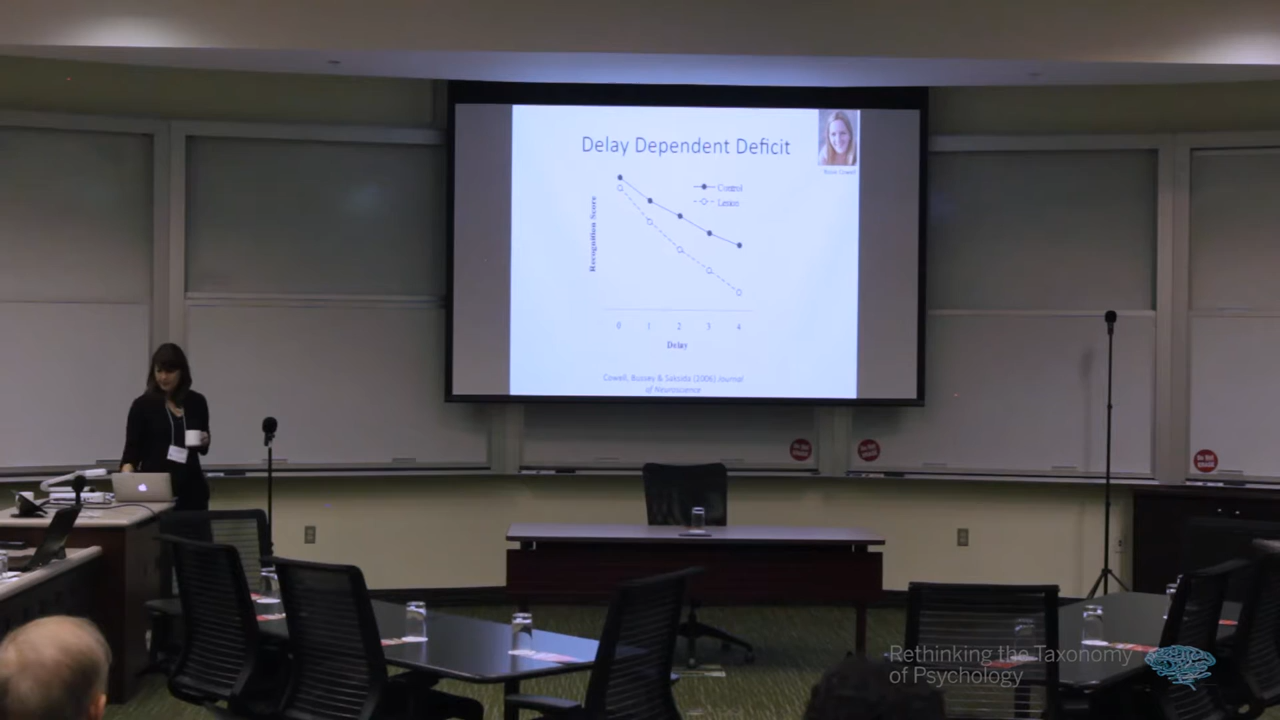 Delay Dependent Deficit
Control
Lesion
Recognition Score
0 1 2 3 4
Delay
Cowell, Bussey & Saksida (2006) Journal
of Neuroscience
Rethinking the Taxonomy
of Psychology